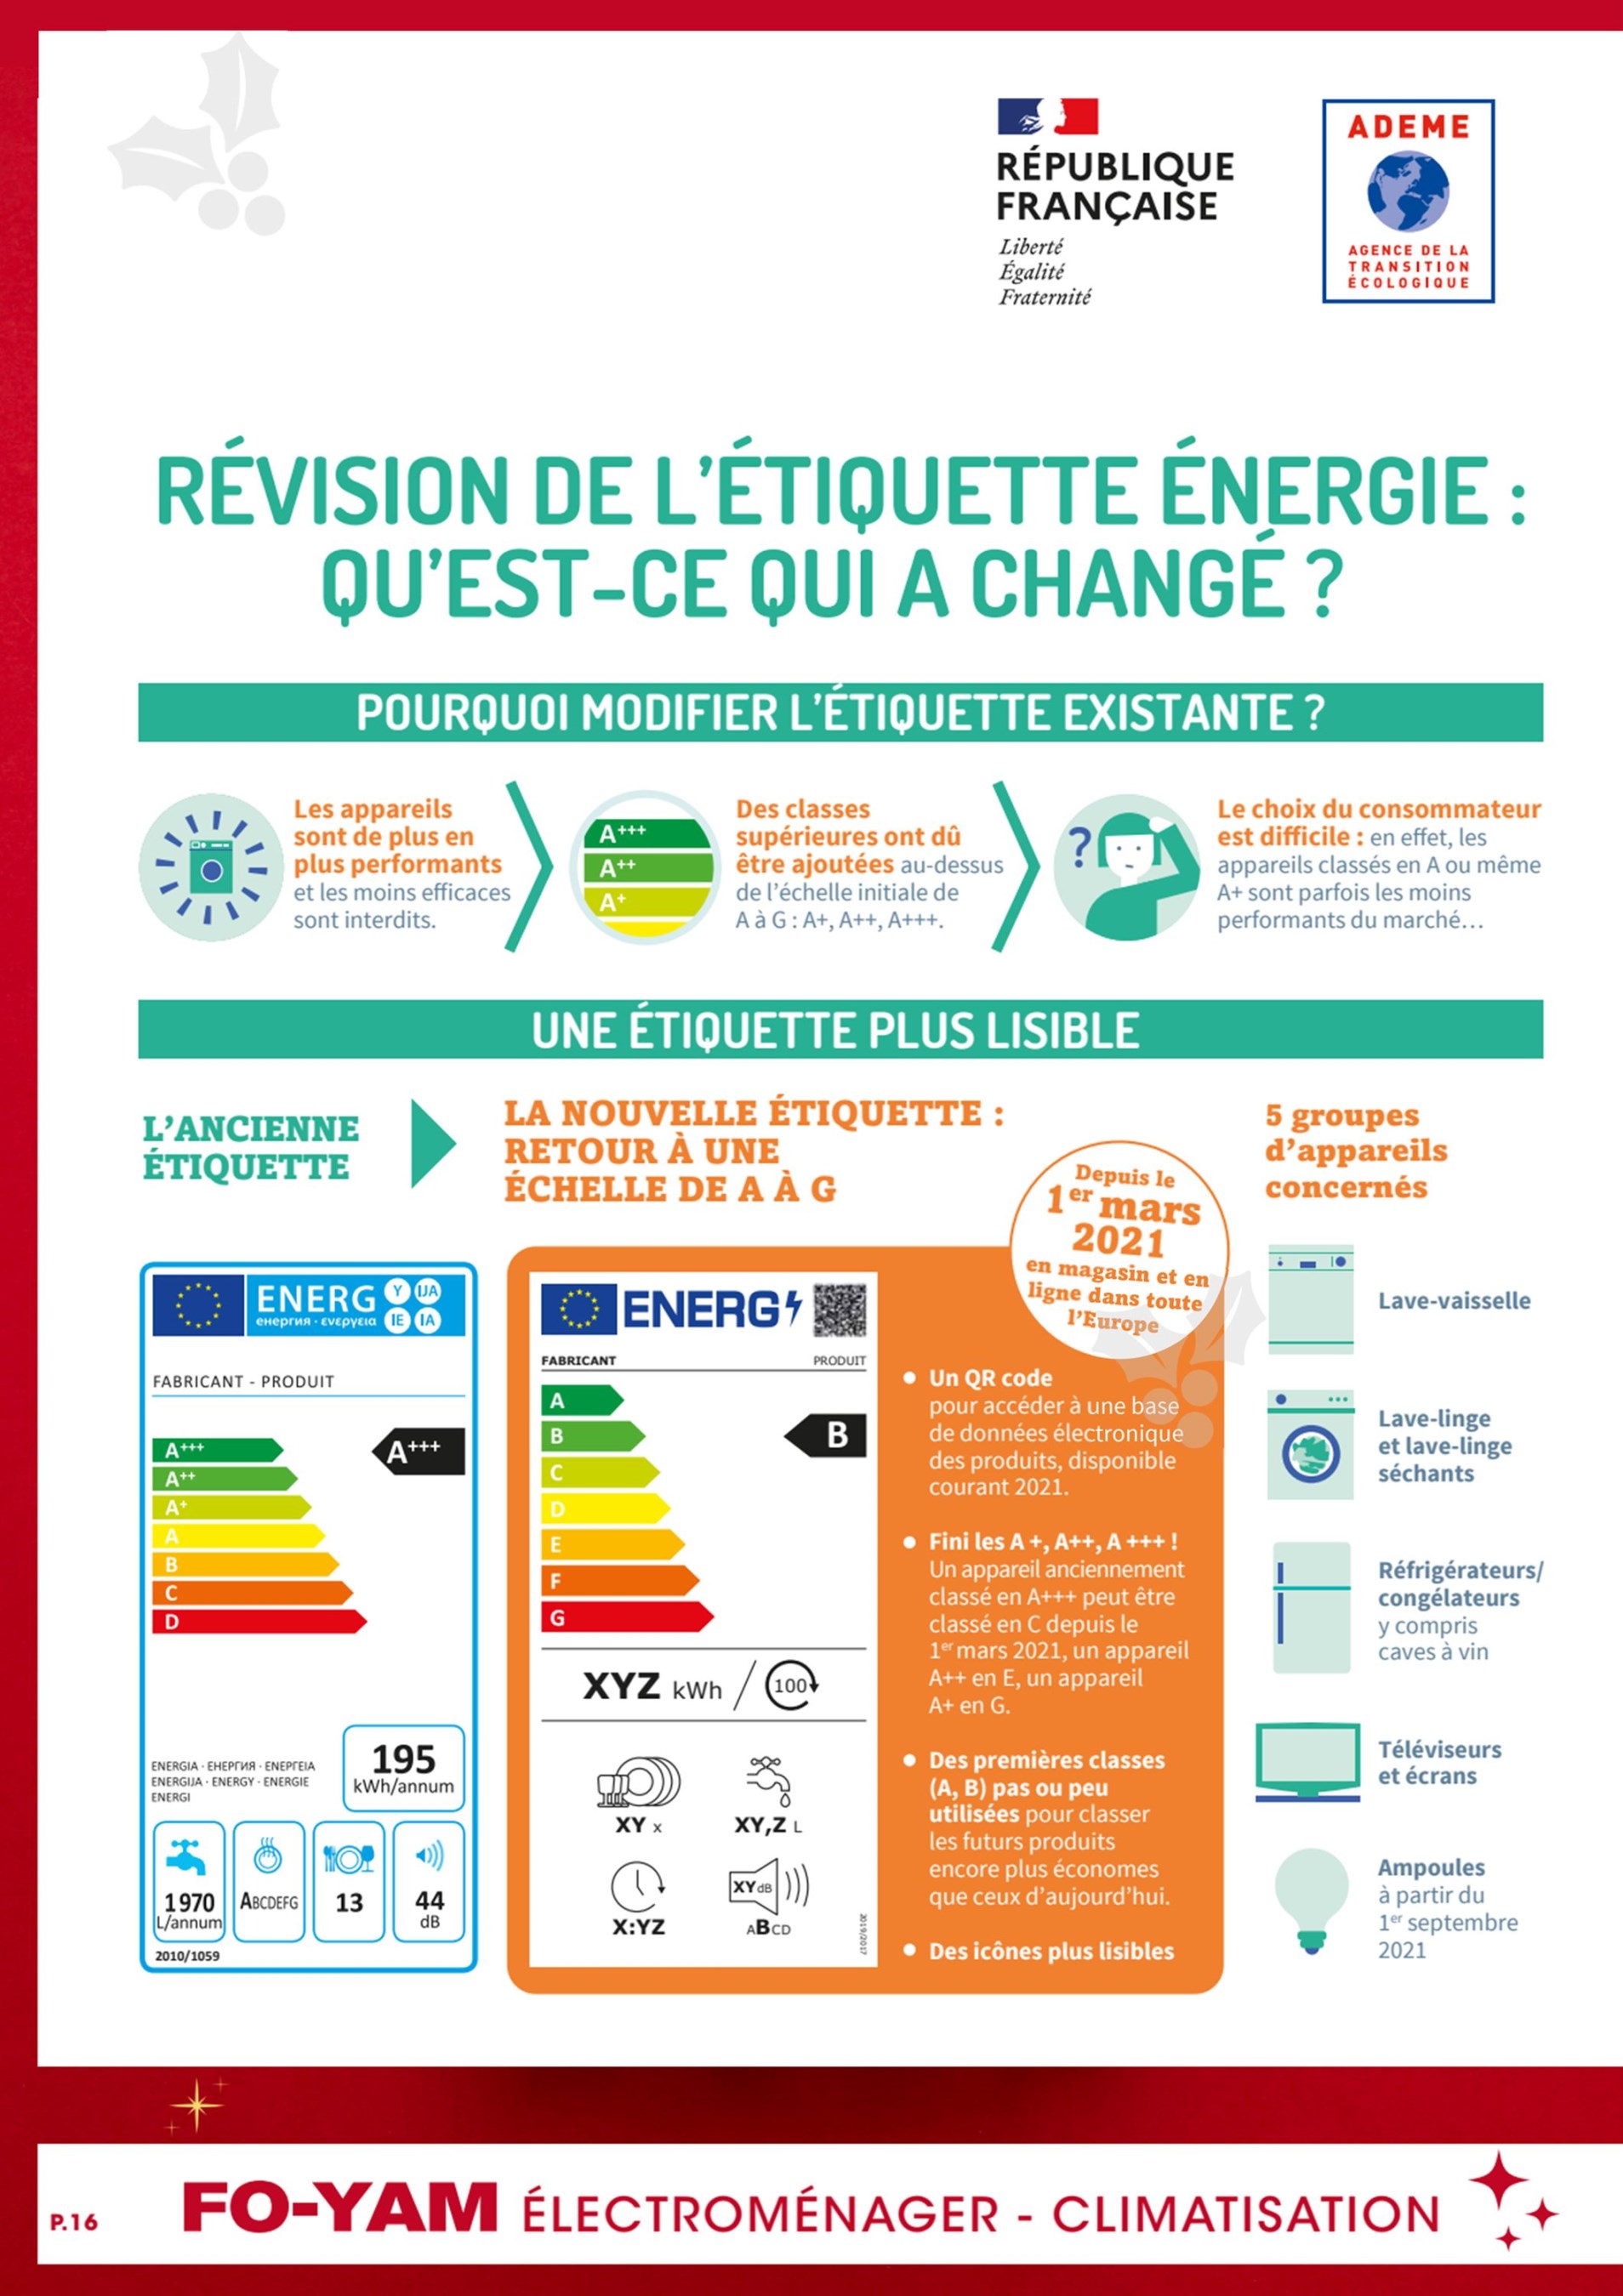 RÉPUBLIQUE
FRANÇAISE
Liberté
Égalité
Fraternité
ADEME
AGENCE DE LA
TRANSITION
ÉCOLOGIQUE
RÉVISION DE L'ÉTIQUETTE ÉNERGIE :
QU'EST-CE QUI A CHANGÉ ?
POURQUOI MODIFIER L'ÉTIQUETTE EXISTANTE ?
Les appareils
sont de plus en
plus performants
et les moins efficaces
sont interdits.
A+++
A++
A+
Des classes
supérieures ont dû
être ajoutées au-dessus
de l'échelle initiale de
A à G : A+, A++, A+++.
?
Le choix du consommateur
est difficile : en effet, les
appareils classés en A ou même
A+ sont parfois les moins
performants du marché...
UNE ÉTIQUETTE PLUS LISIBLE
L'ANCIENNE
ÉTIQUETTE
LA NOUVELLE ÉTIQUETTE :
RETOUR À UNE
ÉCHELLE DE A À G
Depuis le
1er mars
2021
en magasin et en
ligne dans toute
l'Europe
5 groupes
d'appareils
concernés
ENERG Y IJA
енергия · ενεργεια IE IA
FABRICANT - PRODUIT
A+++
A+++
A++
A+
A
B
C
D
ENERGIA · ЕНЕРГИЯ · ΕΝΕΡΓΕΙΑ
ENERGIJA · ENERGY · ENERGIE
ENERGI
195
kWh/annum
1970
L/annum
ABCDEFG
13
44
dB
2010/1059
ENERG
FABRICANT PRODUIT
A
B
B
C
D
E
F
G
XYZ kWh / 100
XY x
XY,Z L
X:YZ
XY dB
ABCD
2019/2017
• Un QR code
pour accéder à une base
de données électronique
des produits, disponible
courant 2021.
• Fini les A +, A++, A +++ !
Un appareil anciennement
classé en A+++ peut être
classé en C depuis le
1er mars 2021, un appareil
A++ en E, un appareil
A+ en G.
• Des premières classes
(A, B) pas ou peu
utilisées pour classer
les futurs produits
encore plus économes
que ceux d'aujourd'hui.
• Des icônes plus lisibles
Lave-vaisselle
Lave-linge
et lave-linge
séchants
Réfrigérateurs/
congélateurs
y compris
caves à vin
Téléviseurs
et écrans
Ampoules
à partir du
1er septembre
2021
P.16
FO-YAM ÉLECTROMÉNAGER - CLIMATISATION